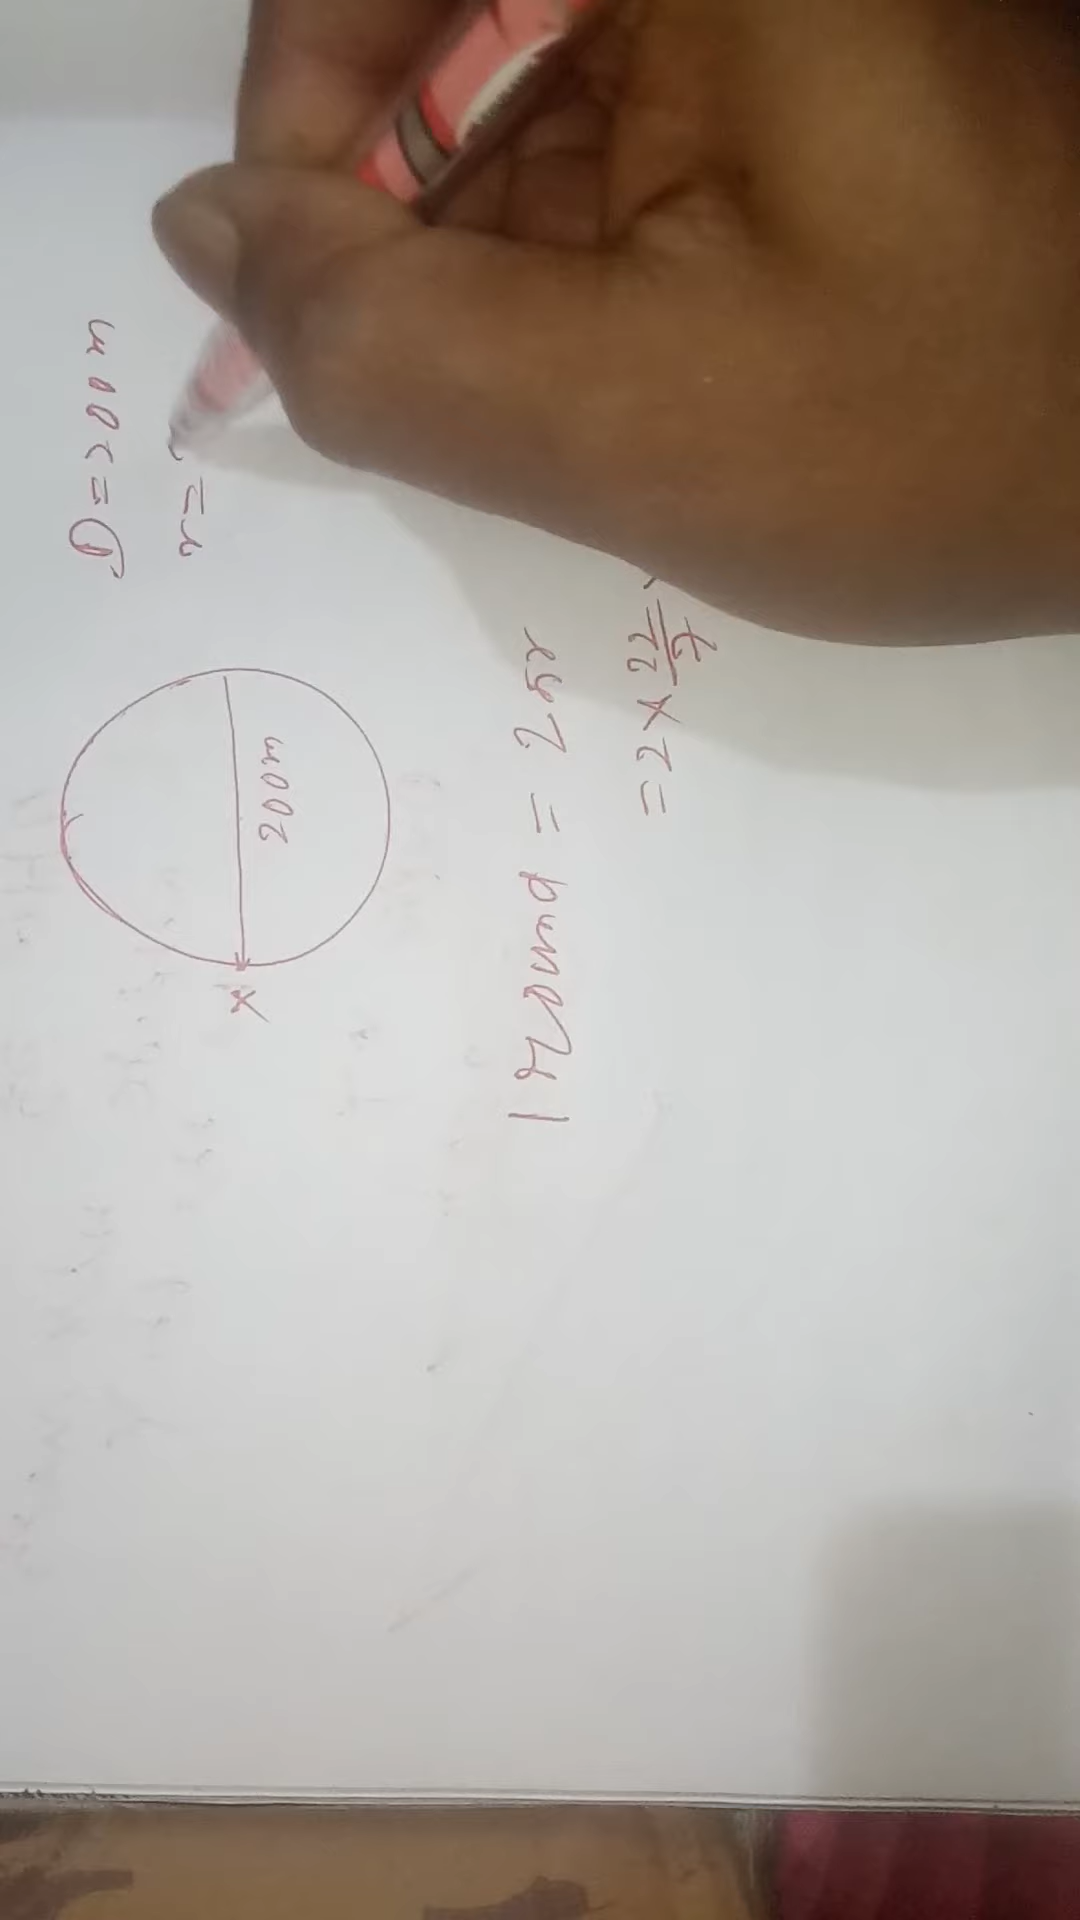 D=200m
r=
200m
x
1 round = 2πr
=2×22/7